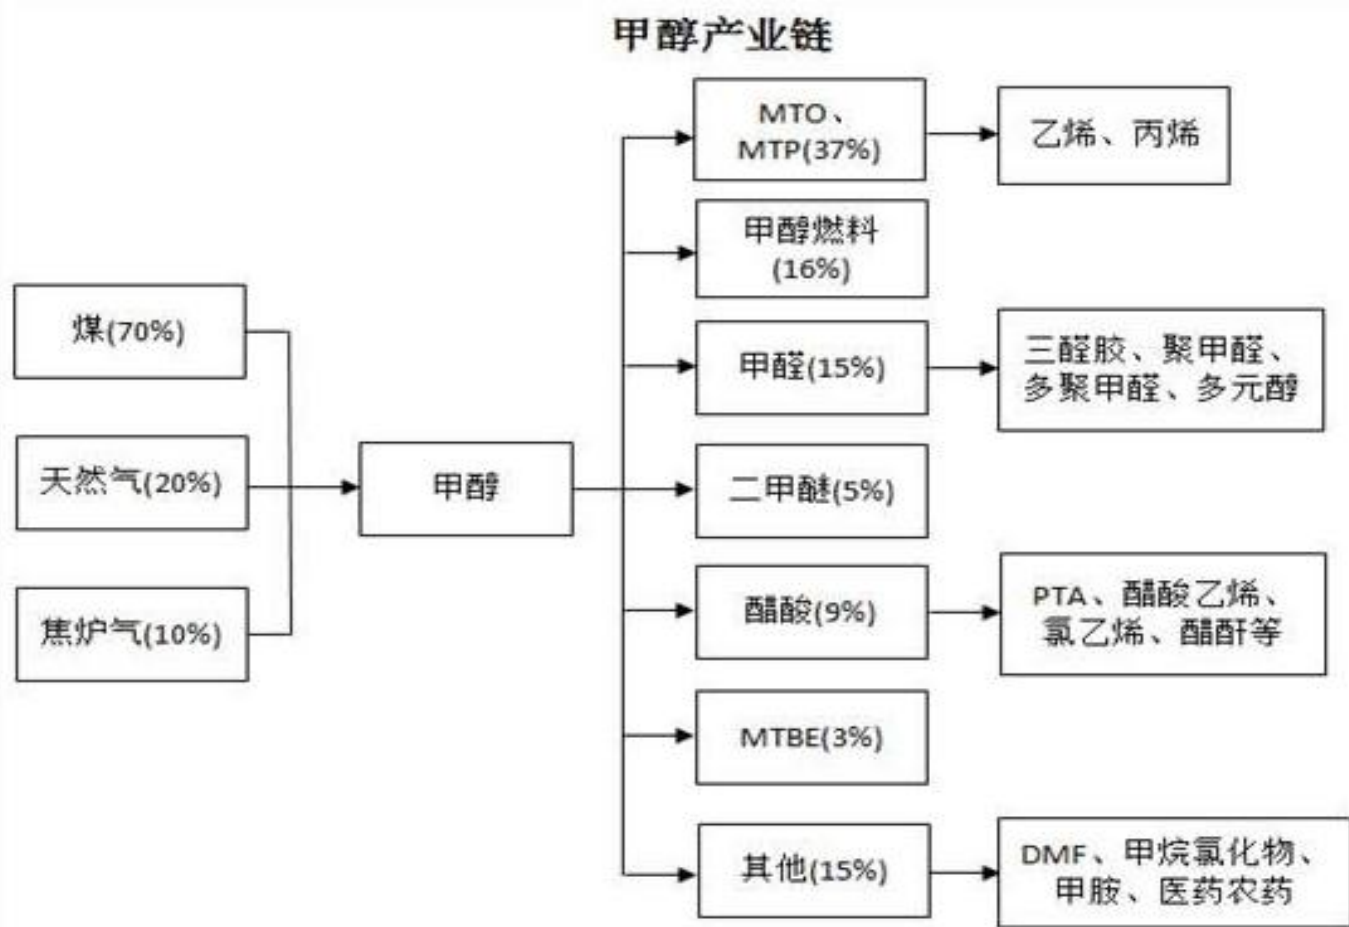 甲醇产业链
煤(70%)
天然气(20%)
焦炉气(10%)
甲醇
MTO、
MTP(37%)
乙烯、丙烯
甲醇燃料
(16%)
甲醛(15%)
三醛胶、聚甲醛、
多聚甲醛、多元醇
二甲醚(5%)
醋酸(9%)
PTA、醋酸乙烯、
氯乙烯、醋酐等
MTBE(3%)
其他(15%)
DMF、甲烷氯化物、
甲胺、医药农药